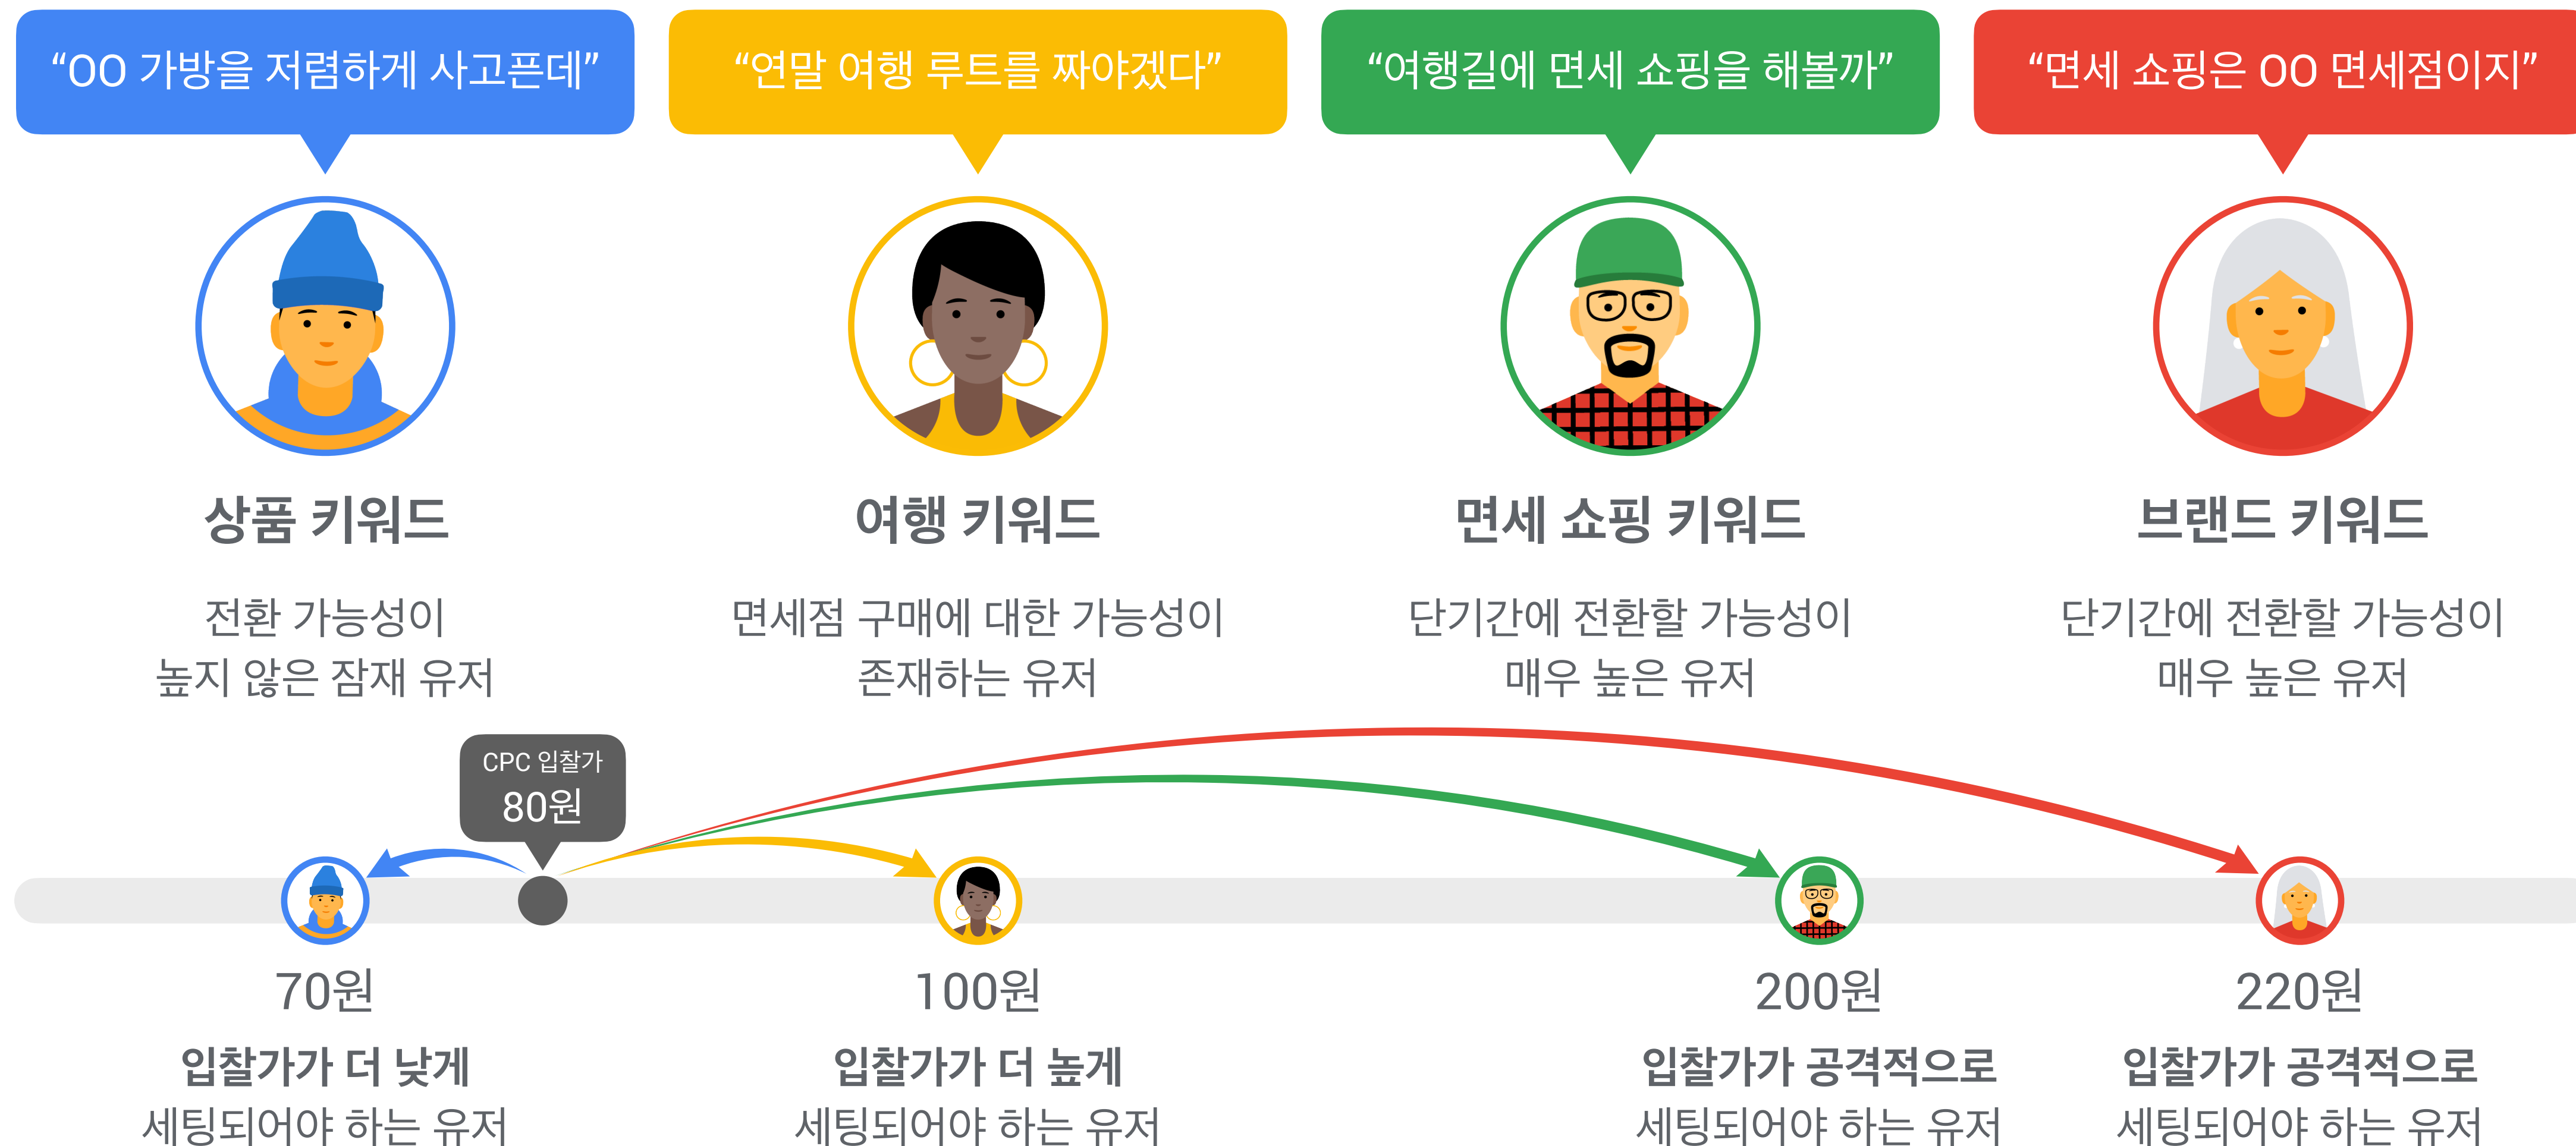 “OO 가방을 저렴하게 사고픈데”
“연말 여행 루트를 짜야겠다”
“여행길에 면세 쇼핑을 해볼까”
“면세 쇼핑은 OO 면세점이지”
상품 키워드
전환 가능성이
높지 않은 잠재 유저
여행 키워드
면세점 구매에 대한 가능성이
존재하는 유저
면세 쇼핑 키워드
단기간에 전환할 가능성이
매우 높은 유저
브랜드 키워드
단기간에 전환할 가능성이
매우 높은 유저
CPC 입찰가
80원
70원
입찰가가 더 낮게
세팅되어야 하는 유저
100원
입찰가가 더 높게
세팅되어야 하는 유저
200원
입찰가가 공격적으로
세팅되어야 하는 유저
220원
입찰가가 공격적으로
세팅되어야 하는 유저